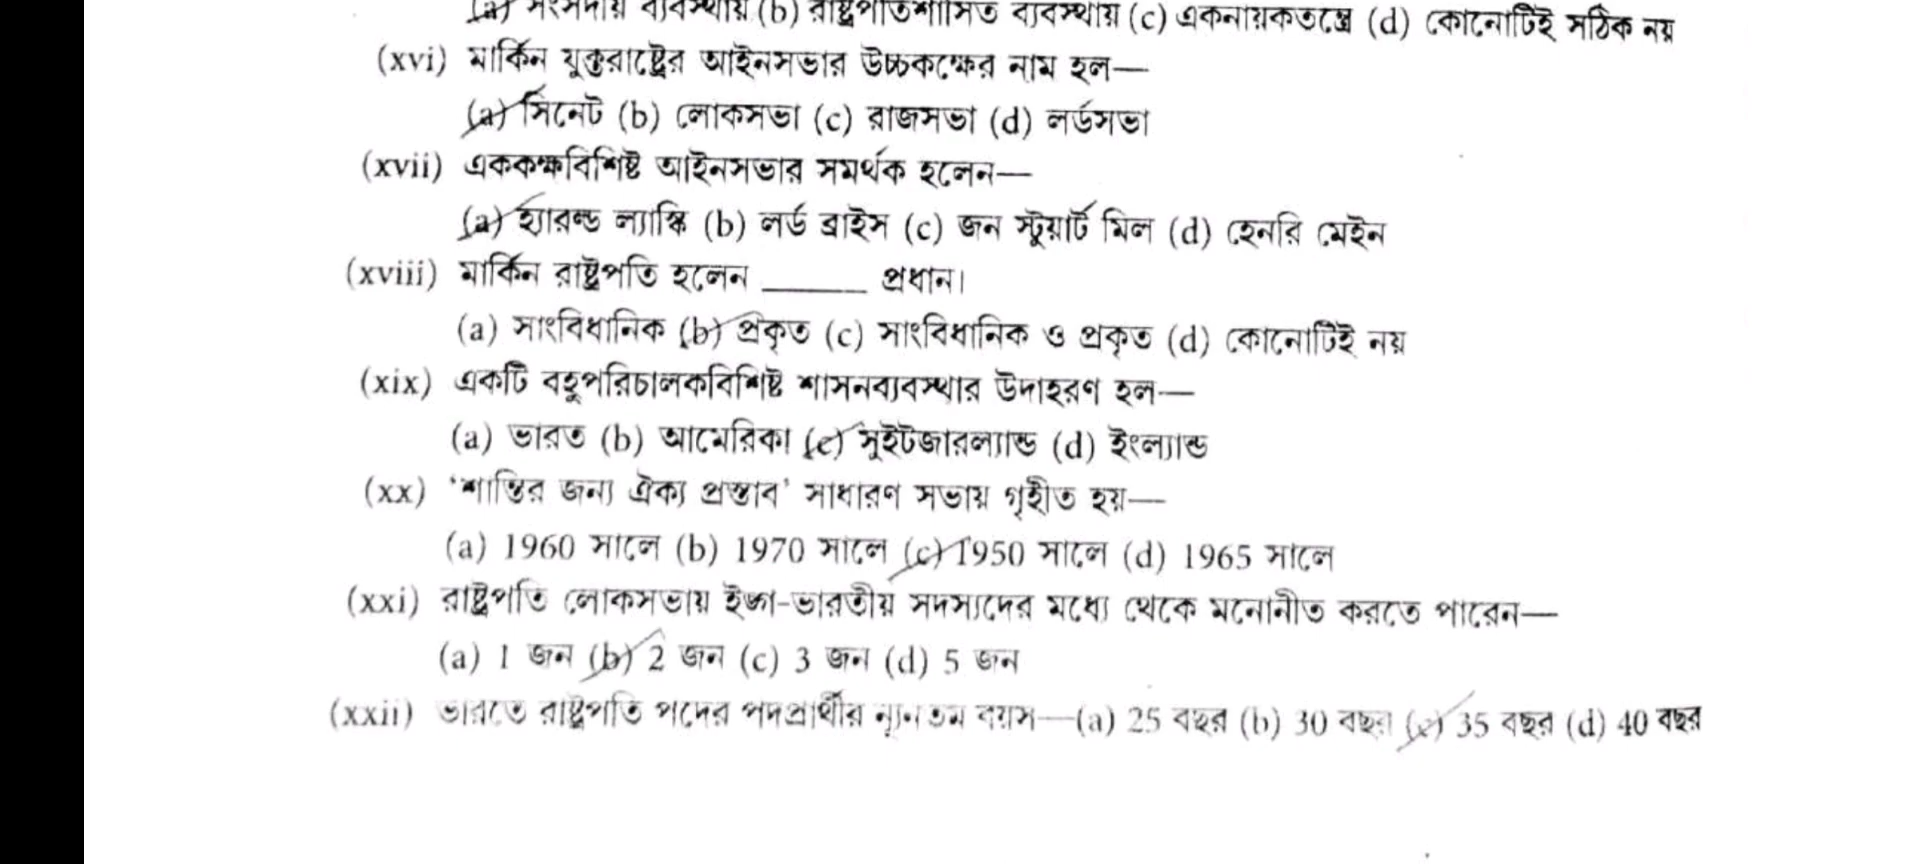 (a) সংসদীয় ব্যবস্থায় (b) রাষ্ট্রপতিশাসিত ব্যবস্থায় (c) একনায়কতন্ত্রে (d) কোনোটিই সঠিক নয়
(xvi) মার্কিন যুক্তরাষ্ট্রের আইনসভার উচ্চকক্ষের নাম হল—
(a) সিনেট (b) লোকসভা (c) রাজসভা (d) লর্ডসভা
(xvii) এককক্ষবিশিষ্ট আইনসভার সমর্থক হলেন—
(a) হ্যারল্ড ল্যাস্কি (b) লর্ড ব্রাইস (c) জন স্টুয়ার্ট মিল (d) হেনরি মেইন
(xviii) মার্কিন রাষ্ট্রপতি হলেন ______ প্রধান।
(a) সাংবিধানিক (b) প্রকৃত (c) সাংবিধানিক ও প্রকৃত (d) কোনোটিই নয়
(xix) একটি বহুপরিচালকবিশিষ্ট শাসনব্যবস্থার উদাহরণ হল—
(a) ভারত (b) আমেরিকা (c) সুইটজারল্যান্ড (d) ইংল্যান্ড
(xx) ‘শান্তির জন্য ঐক্য প্রস্তাব’ সাধারণ সভায় গৃহীত হয়—
(a) 1960 সালে (b) 1970 সালে (c) 1950 সালে (d) 1965 সালে
(xxi) রাষ্ট্রপতি লোকসভায় ইঙ্গ-ভারতীয় সদস্যদের মধ্যে থেকে মনোনীত করতে পারেন—
(a) 1 জন (b) 2 জন (c) 3 জন (d) 5 জন
(xxii) ভারতে রাষ্ট্রপতি পদের পদপ্রার্থীর ন্যূনতম বয়স—(a) 25 বছর (b) 30 বছর (c) 35 বছর (d) 40 বছর